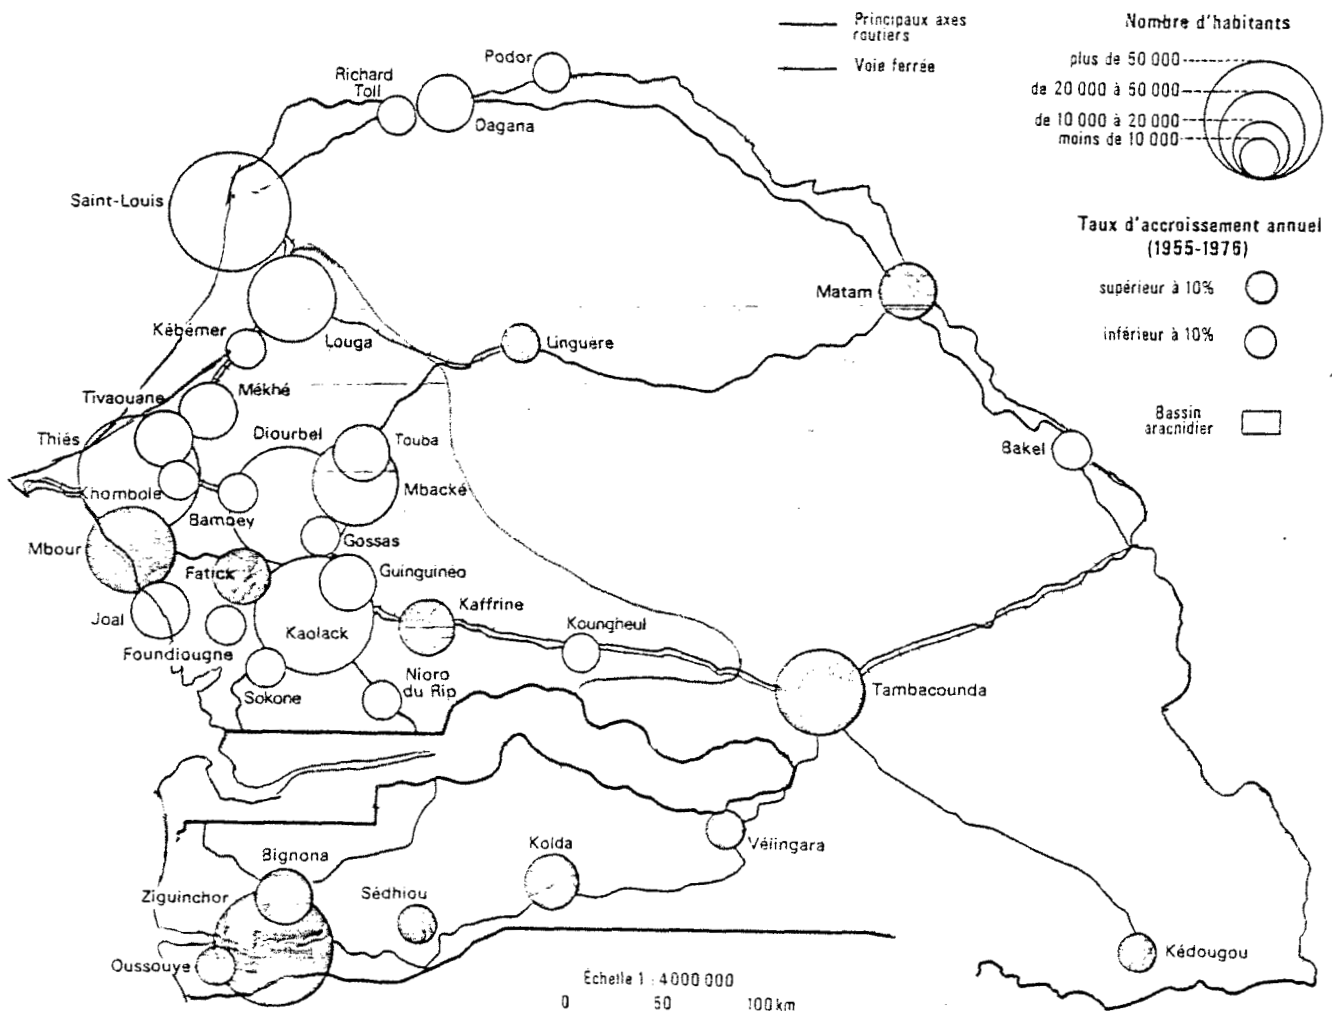 Principaux axes
routiers
Voie ferrée
Nombre d'habitants
plus de 50 000
de 20 000 à 50 000
de 10 000 à 20 000
moins de 10 000
Taux d'accroissement annuel
(1955-1976)
supérieur à 10%
inférieur à 10%
Bassin
aracnidier
Podor
Richard
Toll
Dagana
Saint-Louis
Matam
Kébémer
Louga
Linguère
Tivaouane
Mékhé
Thiès
Diourbel
Touba
Bakel
Khombole
Mbacké
Bambey
Mbour
Gossas
Fatick
Guinguinéo
Joal
Kaffrine
Kaolack
Koungheul
Foundiougne
Nioro
du Rip
Sokone
Tambacounda
Bignona
Kolda
Vélingara
Ziguinchor
Sédhiou
Oussouye
Kédougou
Échelle 1 : 4 000 000
0 50 100 km